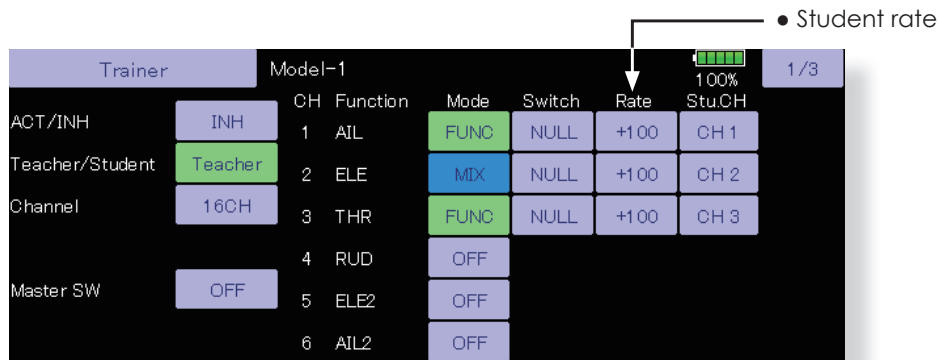 ● Student rate
Trainer Model-1 100% 1/3
CH Function Mode Switch Rate Stu.CH
ACT/INH INH 1 AIL FUNC NULL +100 CH 1
Teacher/Student Teacher 2 ELE MIX NULL +100 CH 2
Channel 16CH 3 THR FUNC NULL +100 CH 3
4 RUD OFF
Master SW OFF 5 ELE2 OFF
6 AIL2 OFF